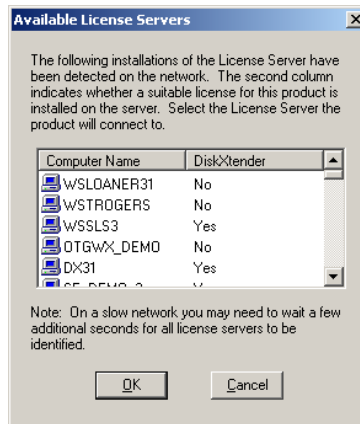 Available License Servers
The following installations of the License Server have
been detected on the network. The second column
indicates whether a suitable license for this product is
installed on the server. Select the License Server the
product will connect to.
Computer Name DiskXtender
WSLOANER31 No
WSTROGERS No
WSSLS3 Yes
OTGWX_DEMO No
DX31 Yes
Note: On a slow network you may need to wait a few
additional seconds for all license servers to be
identified.
OK Cancel